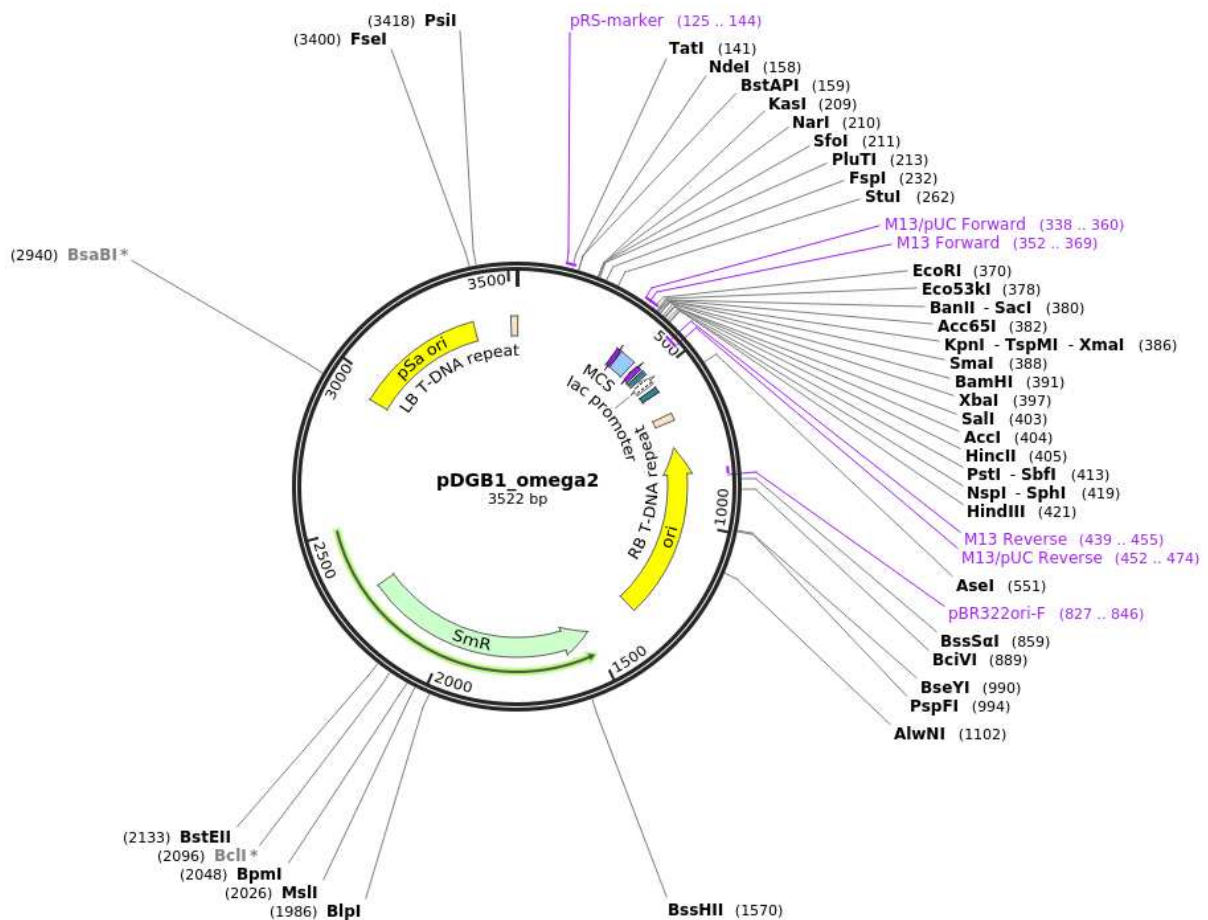 (3418) PsiI
(3400) FseI
pRS-marker (125 .. 144)
TatI (141)
NdeI (158)
BstAPI (159)
KasI (209)
NarI (210)
SfoI (211)
PluTI (213)
FspI (232)
StuI (262)
M13/pUC Forward (338 .. 360)
M13 Forward (352 .. 369)
(2940) BsaBI*
EcoRI (370)
Eco53kI (378)
BanII - SacI (380)
Acc65I (382)
KpnI - TspMI - XmaI (386)
SmaI (388)
BamHI (391)
XbaI (397)
SalI (403)
AccI (404)
HincII (405)
PstI - SbfI (413)
NspI - SphI (419)
HindIII (421)
M13 Reverse (439 .. 455)
M13/pUC Reverse (452 .. 474)
AseI (551)
pBR322ori-F (827 .. 846)
BssSαI (859)
BciVI (889)
BseYI (990)
PspFI (994)
AlwNI (1102)
BssHII (1570)
(2133) BstEII
(2096) BclI*
(2048) BpmI
(2026) MslI
(1986) BlpI
3500
500
1000
1500
2000
2500
3000
pSa ori
LB T-DNA repeat
MCS
lac promoter
RB T-DNA repeat
ori
SmR
pDGB1_omega2
3522 bp